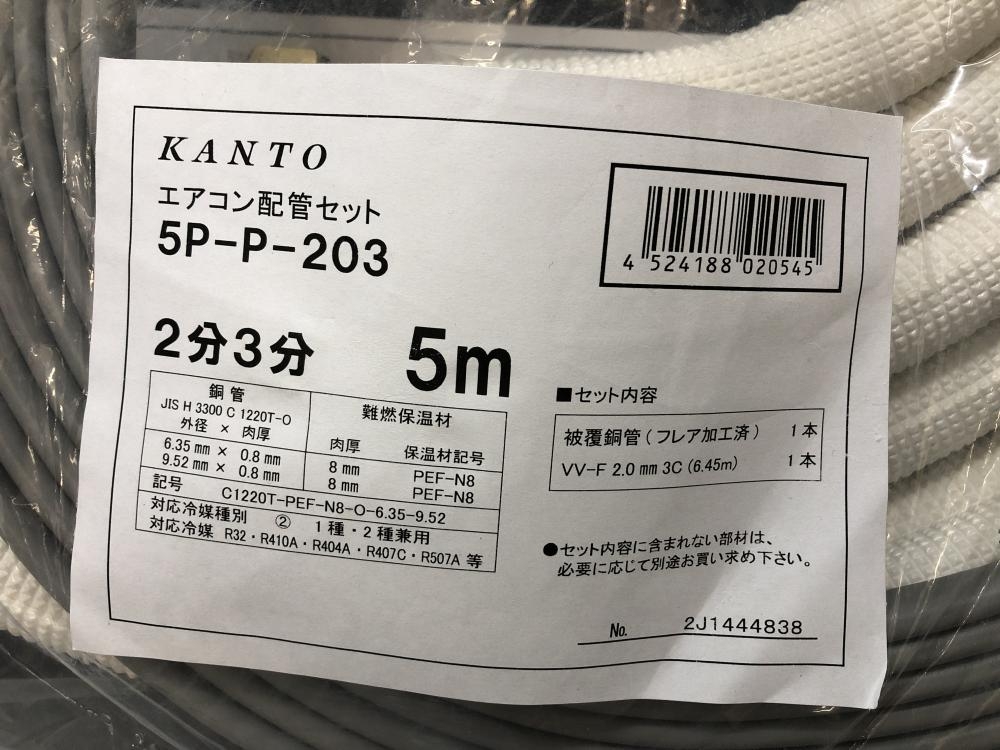 KANTO
エアコン配管セット
5P-P-203
4 524188 020545
2分3分 5m
銅管
JIS H 3300 C 1220T-O
外径 × 肉厚
難燃保温材
肉厚 保温材記号
6.35 mm × 0.8 mm 8 mm PEF-N8
9.52 mm × 0.8 mm 8 mm PEF-N8
記号 C1220T-PEF-N8-O-6.35-9.52
対応冷媒種別 ② 1種・2種兼用
対応冷媒 R32・R410A・R404A・R407C・R507A 等
■セット内容
被覆銅管(フレア加工済) 1本
VV-F 2.0 mm 3C (6.45m) 1本
●セット内容に含まれない部材は、
必要に応じて別途お買い求め下さい。
№ 2J1444838